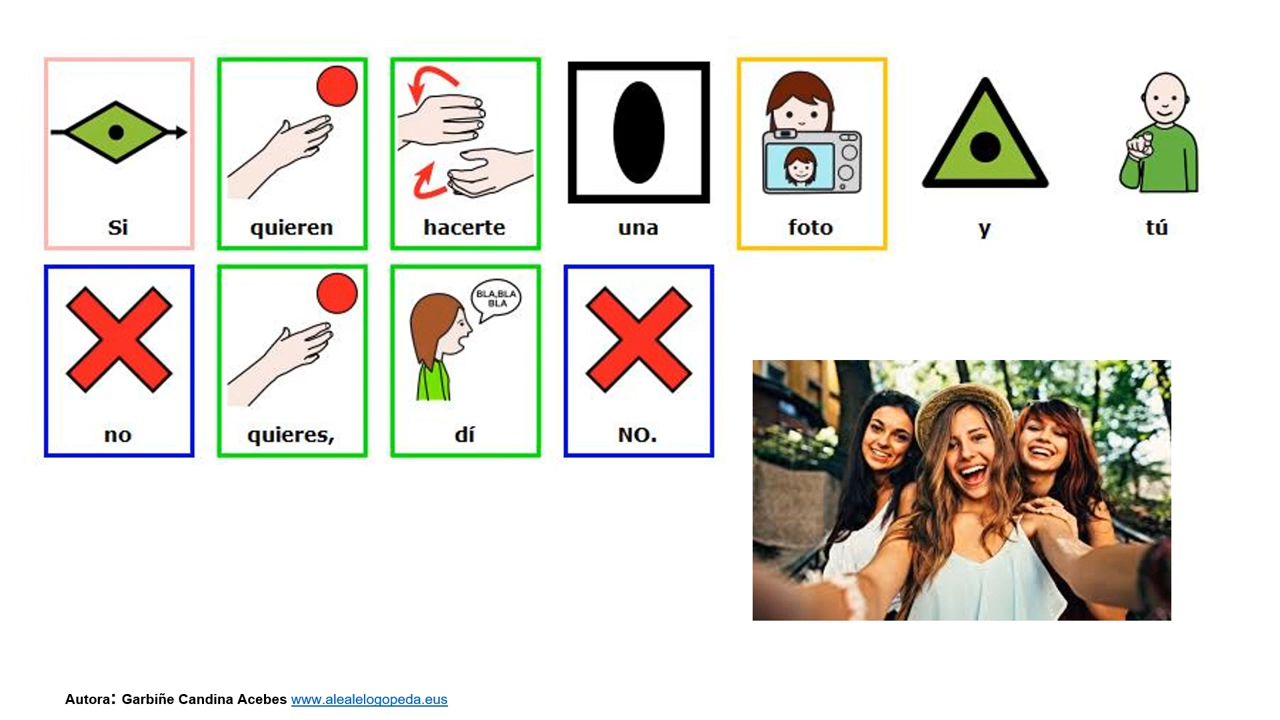 Si quieren hacerte una foto y tú
BLA,BLA
BLA
no quieres, dí NO.
Autora: Garbiñe Candina Acebes www.alealelogopeda.eus